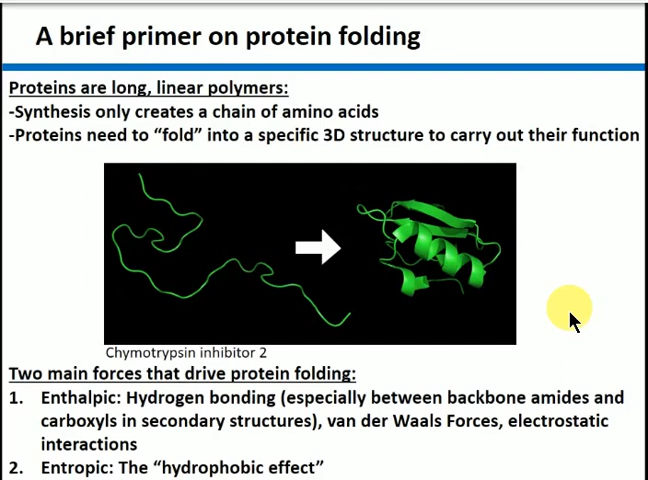 A brief primer on protein folding
Proteins are long, linear polymers:
-Synthesis only creates a chain of amino acids
-Proteins need to “fold” into a specific 3D structure to carry out their function
Chymotrypsin inhibitor 2
Two main forces that drive protein folding:
1. Enthalpic: Hydrogen bonding (especially between backbone amides and
carboxyls in secondary structures), van der Waals Forces, electrostatic
interactions
2. Entropic: The “hydrophobic effect”